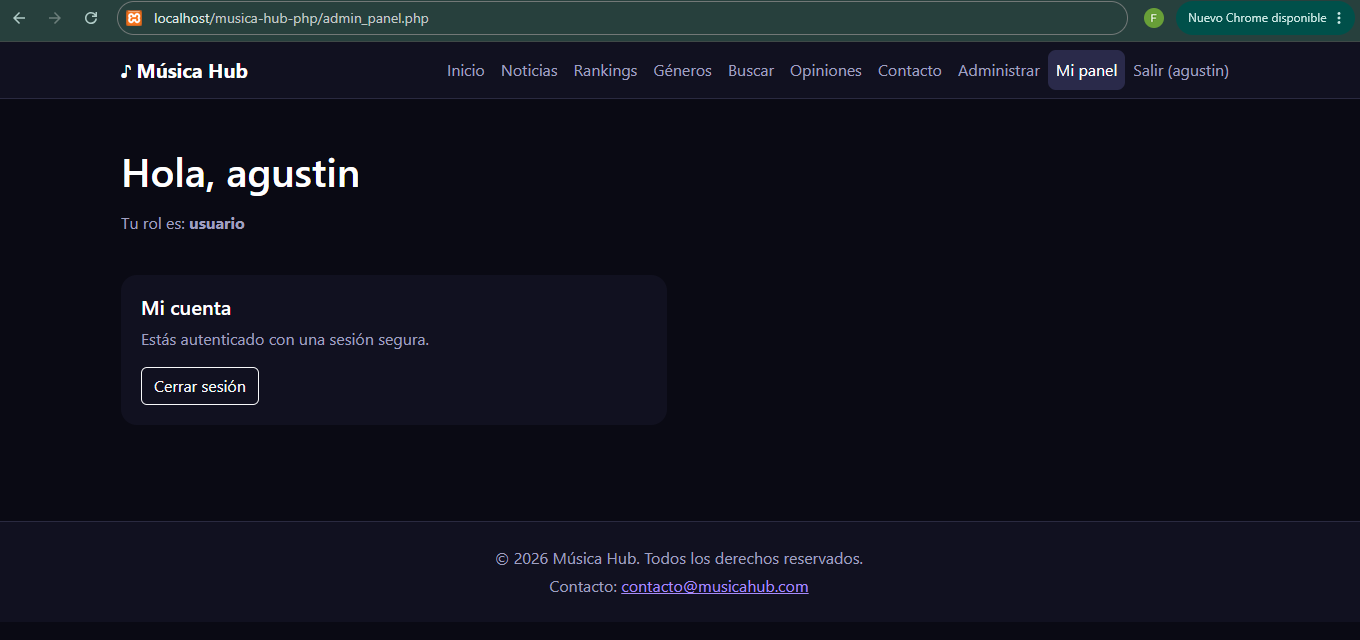 localhost/musica-hub-php/admin_panel.php
F
Nuevo Chrome disponible
♪ Música Hub
Inicio Noticias Rankings Géneros Buscar Opiniones Contacto Administrar Mi panel Salir (agustin)
Hola, agustin
Tu rol es: usuario
Mi cuenta
Estás autenticado con una sesión segura.
Cerrar sesión
© 2026 Música Hub. Todos los derechos reservados.
Contacto: contacto@musicahub.com